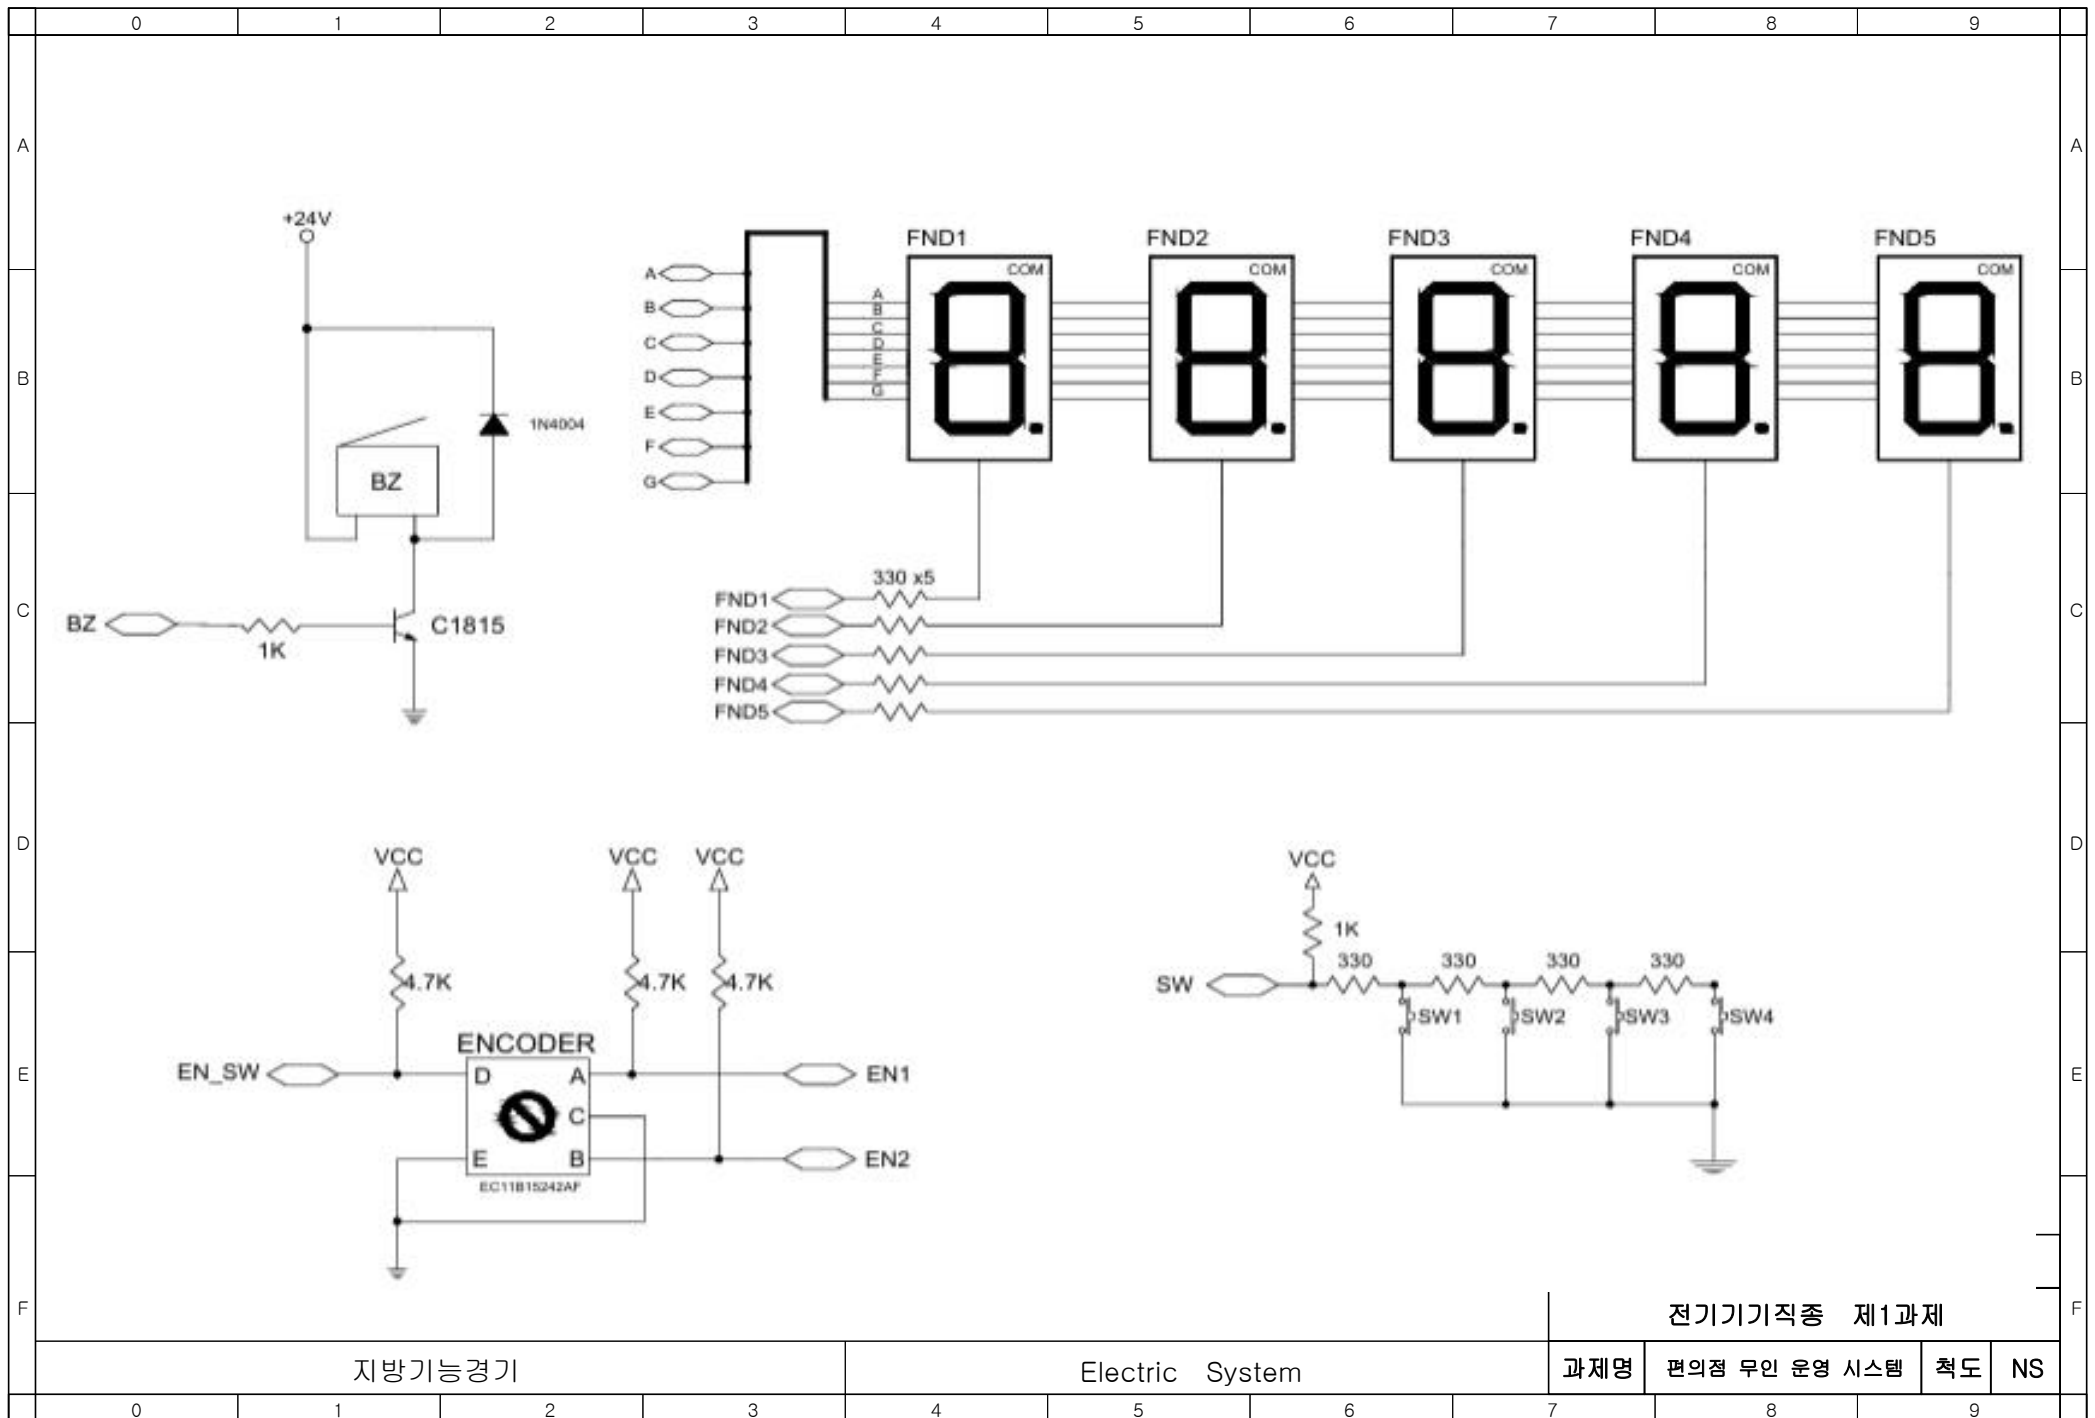 0 1 2 3 4 5 6 7 8 9
A A
+24V
FND1 FND2 FND3 FND4 FND5
COM COM COM COM COM
A
B
C
D
E
F
G
A
B
C
D
E
F
G
B B
1N4004
BZ
330 x5
FND1
FND2
FND3
FND4
FND5
C C
BZ
1K
C1815
D D
VCC VCC VCC
4.7K 4.7K 4.7K
ENCODER
EN_SW
D A
C
E B
EN1
EN2
EC11B15242AF
VCC
1K
330 330 330 330
SW
SW1 SW2 SW3 SW4
E E
F F
전기기기직종 제1과제
지방기능경기
Electric System
과제명 편의점 무인 운영 시스템 척도 NS
0 1 2 3 4 5 6 7 8 9